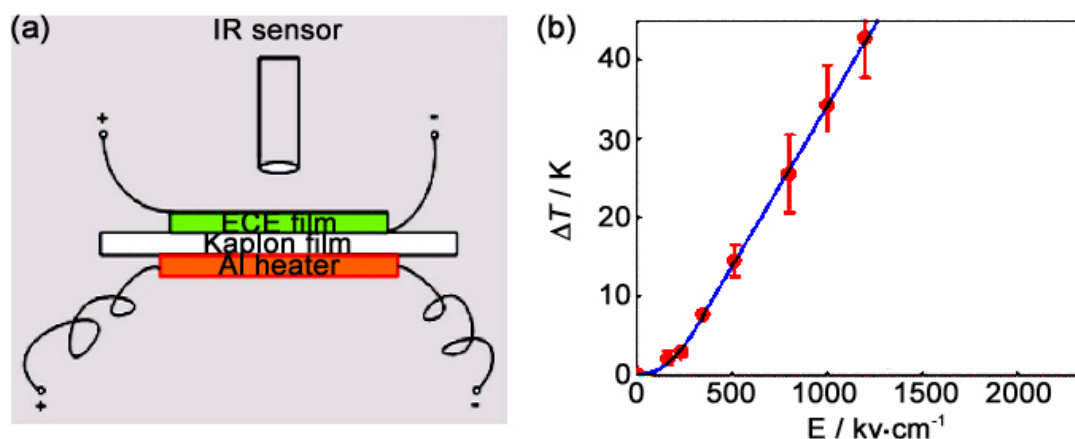 (a)
IR sensor
+
-
ECE film
Kaplon film
Al heater
+
-
(b)
ΔT / K
40
30
20
10
0
0 500 1000 1500 2000
E / kv·cm⁻¹